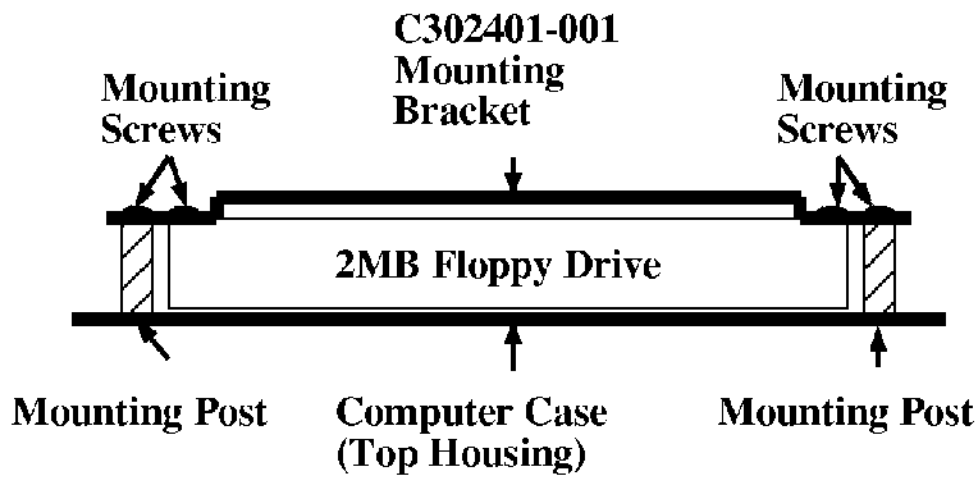 C302401-001
Mounting
Bracket
Mounting
Screws
Mounting
Screws
2MB Floppy Drive
Mounting Post
Computer Case
(Top Housing)
Mounting Post